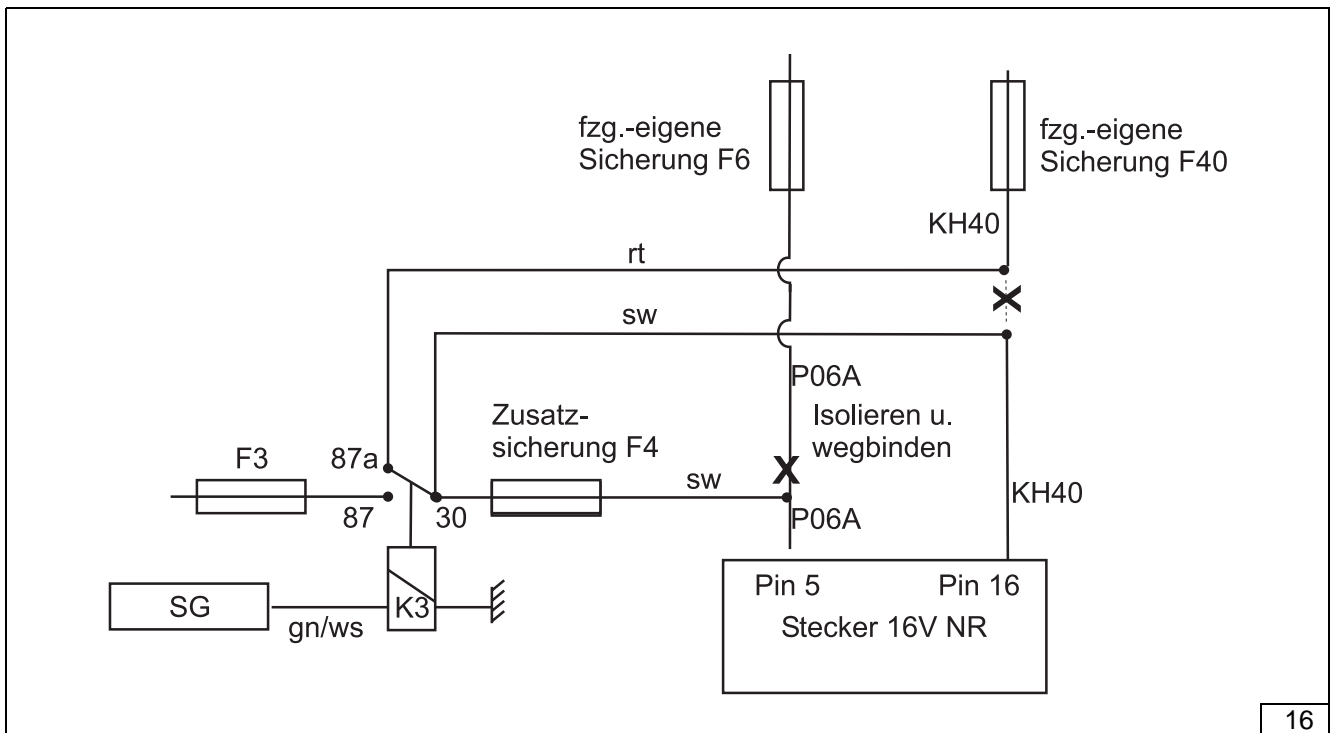 fzg.-eigene
Sicherung F6
fzg.-eigene
Sicherung F40
KH40
rt
sw
P06A
Zusatz-
sicherung F4
Isolieren u.
wegbinden
F3
87a
X
X
sw
KH40
87
30
P06A
Pin 5
Pin 16
SG
K3
Stecker 16V NR
gn/ws
16